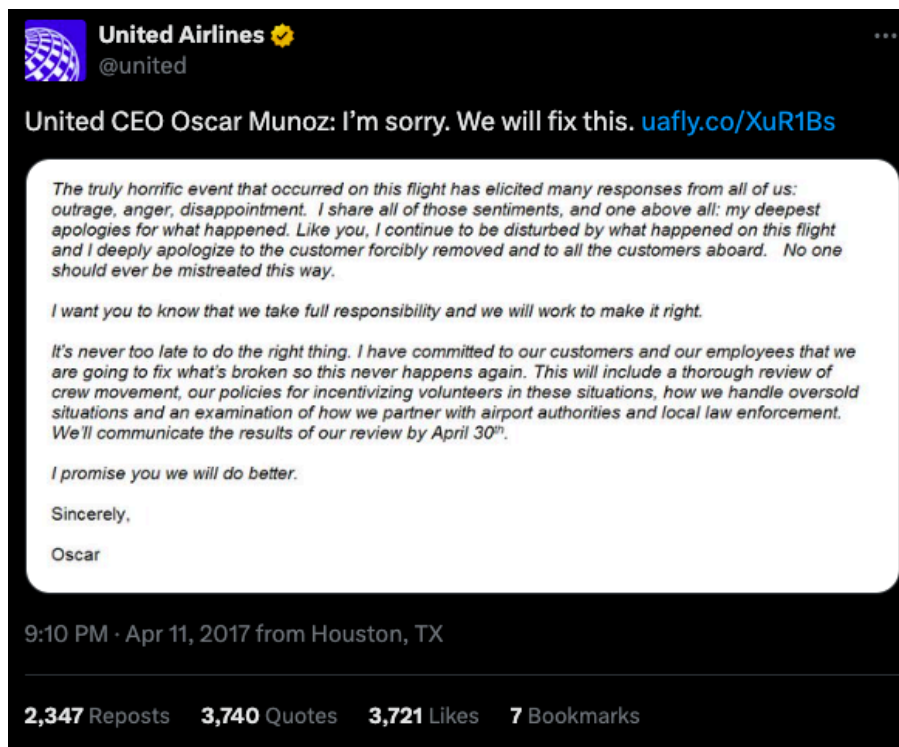 United Airlines
@united
United CEO Oscar Munoz: I’m sorry. We will fix this. uafly.co/XuR1Bs
The truly horrific event that occurred on this flight has elicited many responses from all of us:
outrage, anger, disappointment.  I share all of those sentiments, and one above all: my deepest
apologies for what happened. Like you, I continue to be disturbed by what happened on this flight
and I deeply apologize to the customer forcibly removed and to all the customers aboard.   No one
should ever be mistreated this way.
I want you to know that we take full responsibility and we will work to make it right.
It's never too late to do the right thing. I have committed to our customers and our employees that we
are going to fix what's broken so this never happens again. This will include a thorough review of
crew movement, our policies for incentivizing volunteers in these situations, how we handle oversold
situations and an examination of how we partner with airport authorities and local law enforcement.
We'll communicate the results of our review by April 30th.
I promise you we will do better.
Sincerely,
Oscar
9:10 PM · Apr 11, 2017 from Houston, TX
2,347 Reposts 3,740 Quotes 3,721 Likes 7 Bookmarks